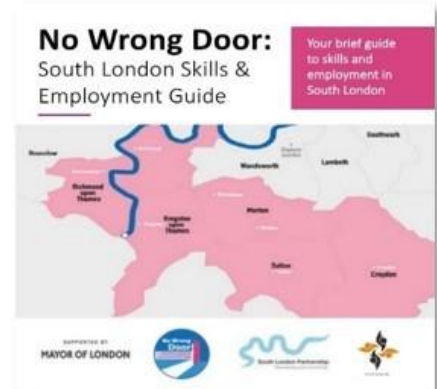 No Wrong Door:
South London Skills &
Employment Guide
Your brief guide
to skills and
employment in
South London
Southwark
Hounslow
Wandsworth
Lambeth
Richmond
upon
Thames
Kingston
upon
Thames
Merton
Sutton
Croydon
SUPPORTED BY
MAYOR OF LONDON
No Wrong
Door
South London Partnership